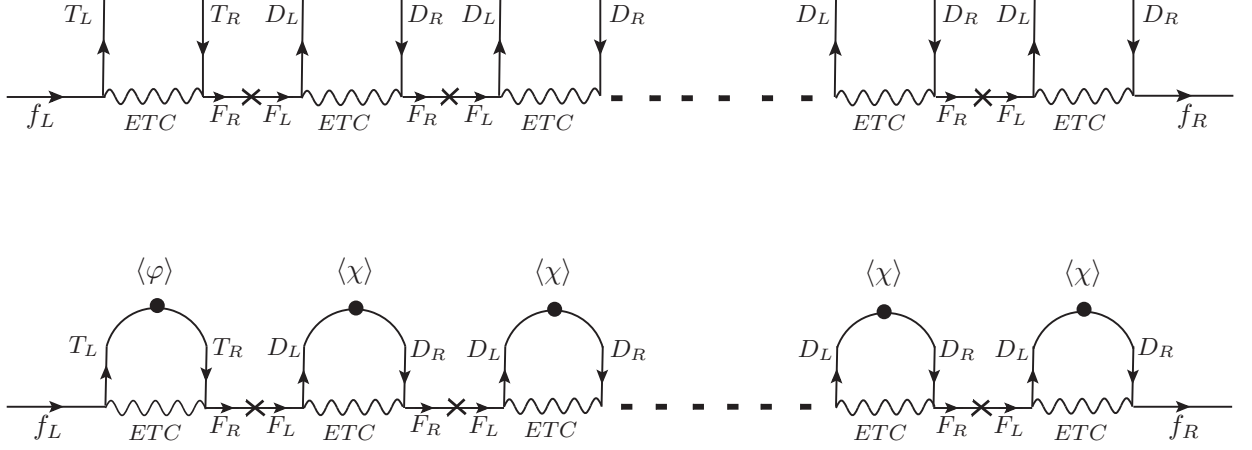 T_L T_R D_L D_R D_L D_R D_L D_R D_L D_R
f_L ETC F_R F_L ETC F_R F_L ETC ETC F_R F_L ETC f_R
⟨φ⟩ ⟨χ⟩ ⟨χ⟩ ⟨χ⟩ ⟨χ⟩
T_L T_R D_L D_R D_L D_R D_L D_R D_L D_R
f_L ETC F_R F_L ETC F_R F_L ETC ETC F_R F_L ETC f_R